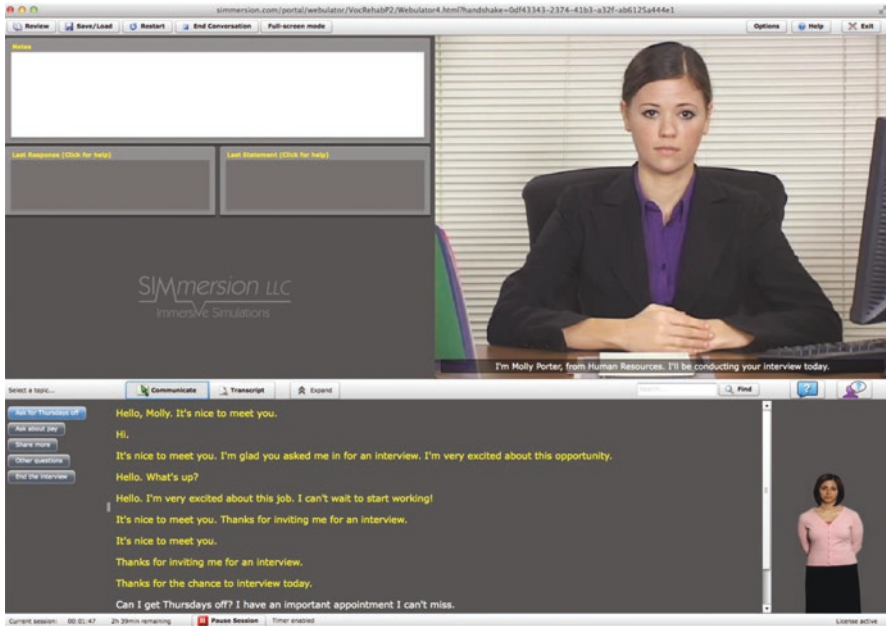 simmersion.com/portal/webulator/VocRehabP2/Webulator4.html?handshake=0df43343-2374-41b3-a32f-ab6125a444e1
Review Save/Load Restart End Conversation Full-screen mode Options Help Exit
Notes
Last Response (Click for help) Last Statement (Click for help)
SIMmersion LLC
Immersive Simulations
I'm Molly Porter, from Human Resources. I'll be conducting your interview today.
Select a topic... Communicate Transcript Expand Search... Find
Ask for Thursdays off
Ask about pay
Share more
Other questions
End the interview
Hello, Molly. It's nice to meet you.
Hi.
It's nice to meet you. I'm glad you asked me in for an interview. I'm very excited about this opportunity.
Hello. What's up?
Hello. I'm very excited about this job. I can't wait to start working!
It's nice to meet you. Thanks for inviting me for an interview.
It's nice to meet you.
Thanks for inviting me for an interview.
Thanks for the chance to interview today.
Can I get Thursdays off? I have an important appointment I can't miss.
Current session: 00:01:47 2h 39min remaining Pause Session Timer enabled License active